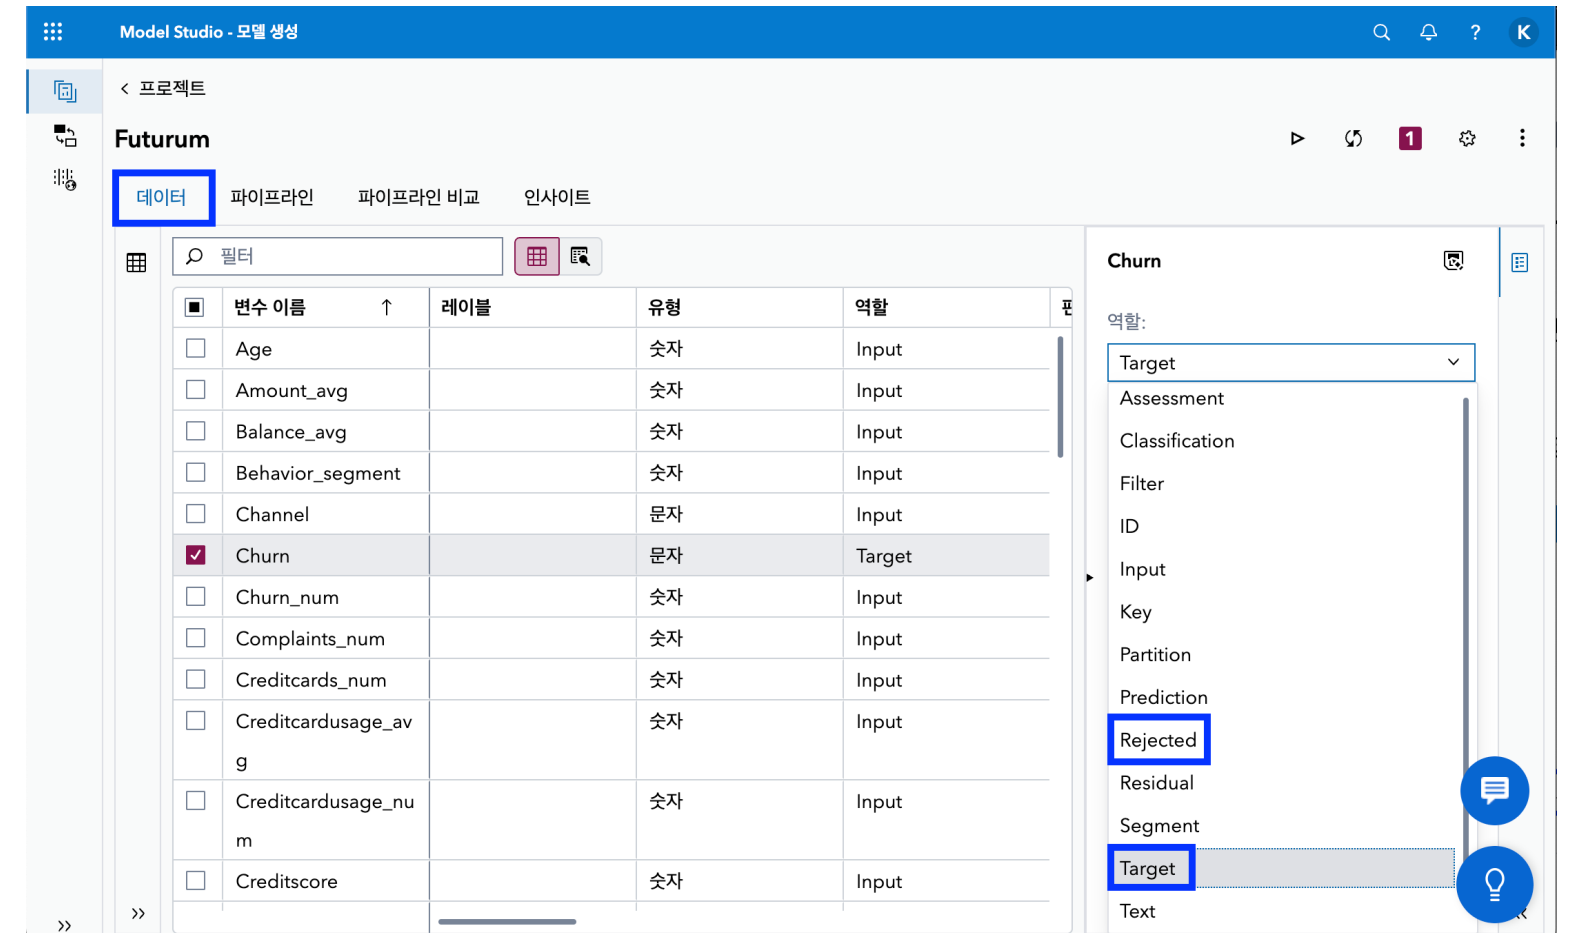 Model Studio - 모델 생성
?
K
< 프로젝트
Futurum
1
데이터
파이프라인
파이프라인 비교
인사이트
필터
변수 이름 ↑ 레이블 유형 역할
Age 숫자 Input
Amount_avg 숫자 Input
Balance_avg 숫자 Input
Behavior_segment 숫자 Input
Channel 문자 Input
Churn 문자 Target
Churn_num 숫자 Input
Complaints_num 숫자 Input
Creditcards_num 숫자 Input
Creditcardusage_av 숫자 Input
g
Creditcardusage_nu 숫자 Input
m
Creditscore 숫자 Input
Churn
역할:
Target
Assessment
Classification
Filter
ID
Input
Key
Partition
Prediction
Rejected
Residual
Segment
Target
Text